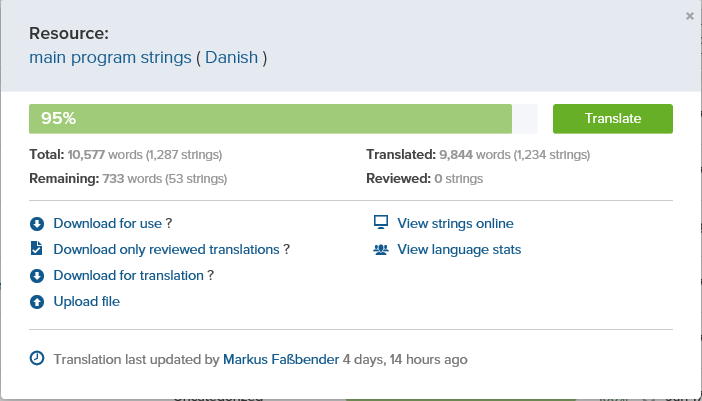 Resource:
main program strings ( Danish )
95%
Translate
Total: 10,577 words (1,287 strings)
Translated: 9,844 words (1,234 strings)
Remaining: 733 words (53 strings)
Reviewed: 0 strings
Download for use ?
View strings online
Download only reviewed translations ?
View language stats
Download for translation ?
Upload file
Translation last updated by Markus Faßbender 4 days, 14 hours ago
Uncategorized